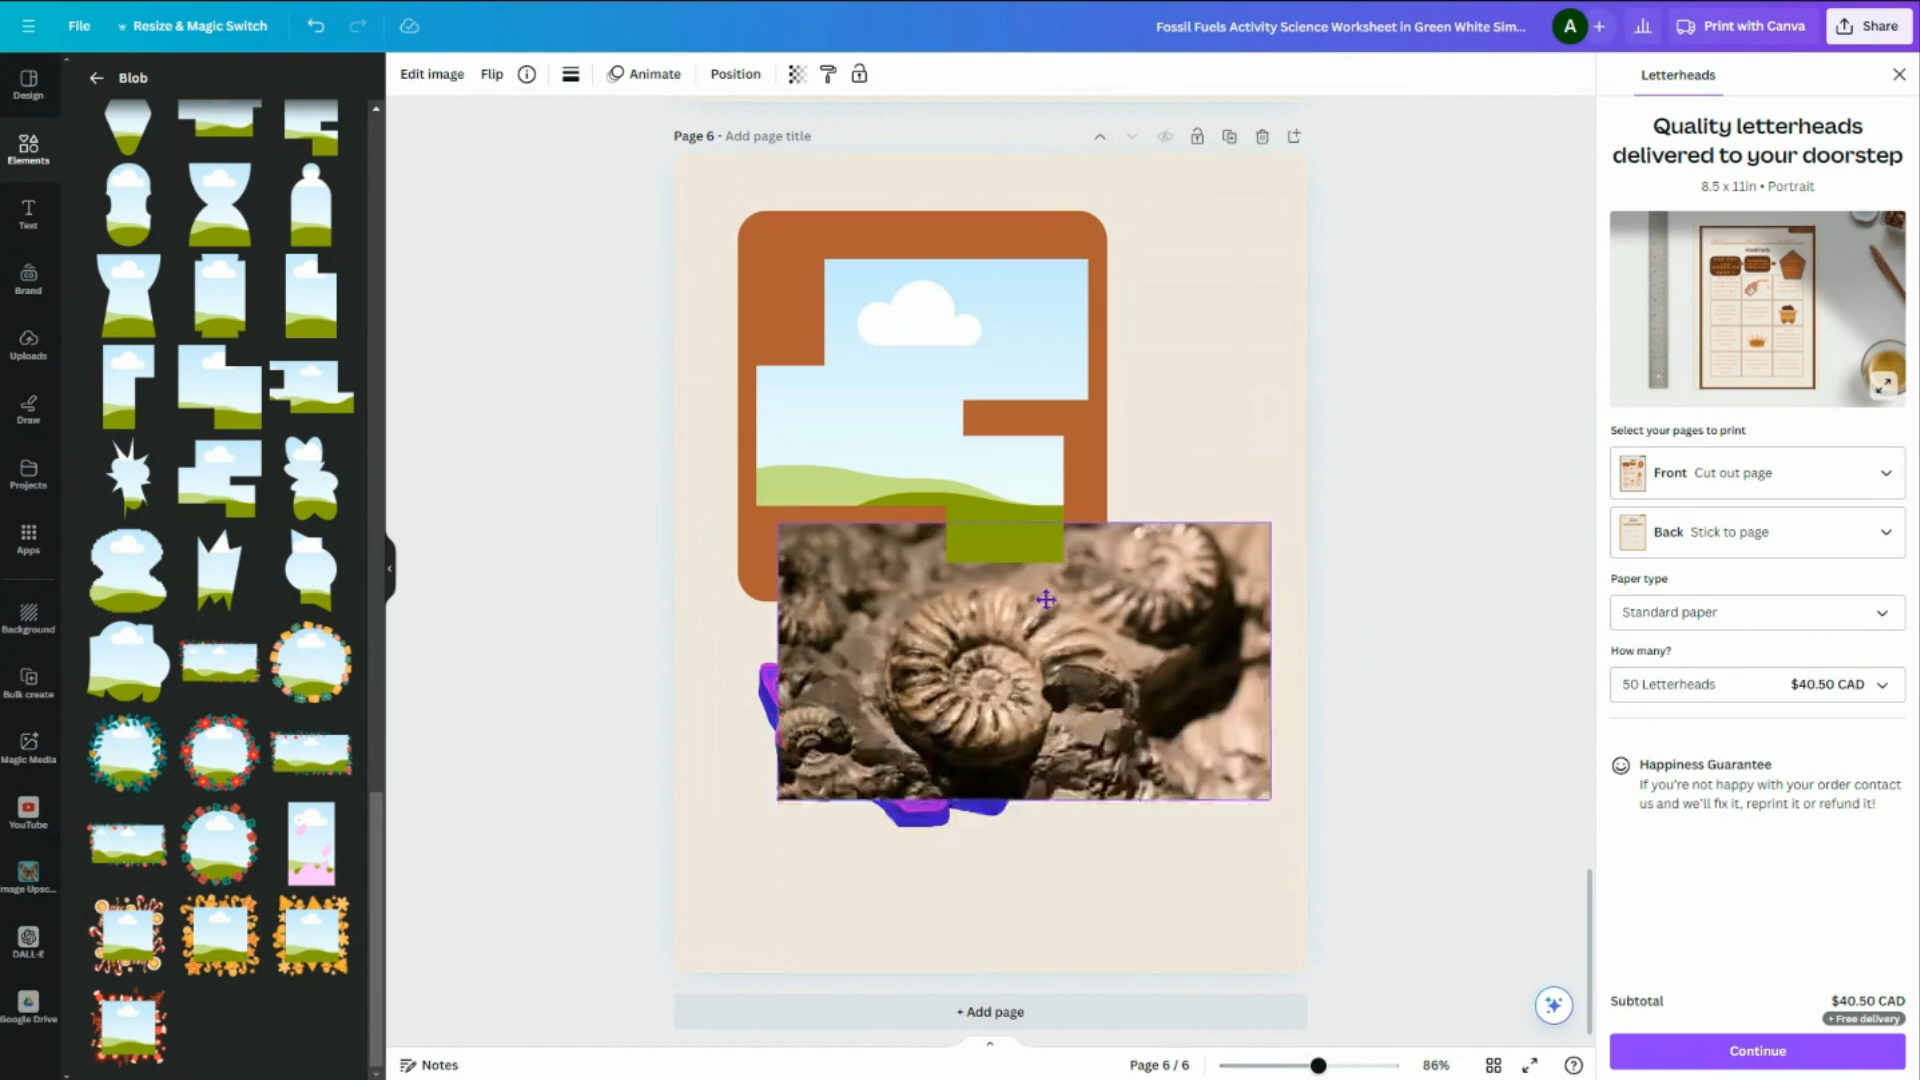 File
Resize & Magic Switch
Fossil Fuels Activity Science Worksheet in Green White Sim...
A
Print with Canva
Share
Design
Elements
Text
Brand
Uploads
Draw
Projects
Apps
Background
Bulk create
Magic Media
YouTube
Image Upsc...
DALL·E
Google Drive
Blob
Edit image
Flip
Animate
Position
Page 6 - Add page title
+ Add page
Notes
Page 6 / 6
86%
Letterheads
Quality letterheads
delivered to your doorstep
8.5 x 11in • Portrait
Select your pages to print
Front Cut out page
Back Stick to page
Paper type
Standard paper
How many?
50 Letterheads $40.50 CAD
Happiness Guarantee
If you're not happy with your order contact
us and we'll fix it, reprint it or refund it!
Subtotal $40.50 CAD
+ Free delivery
Continue